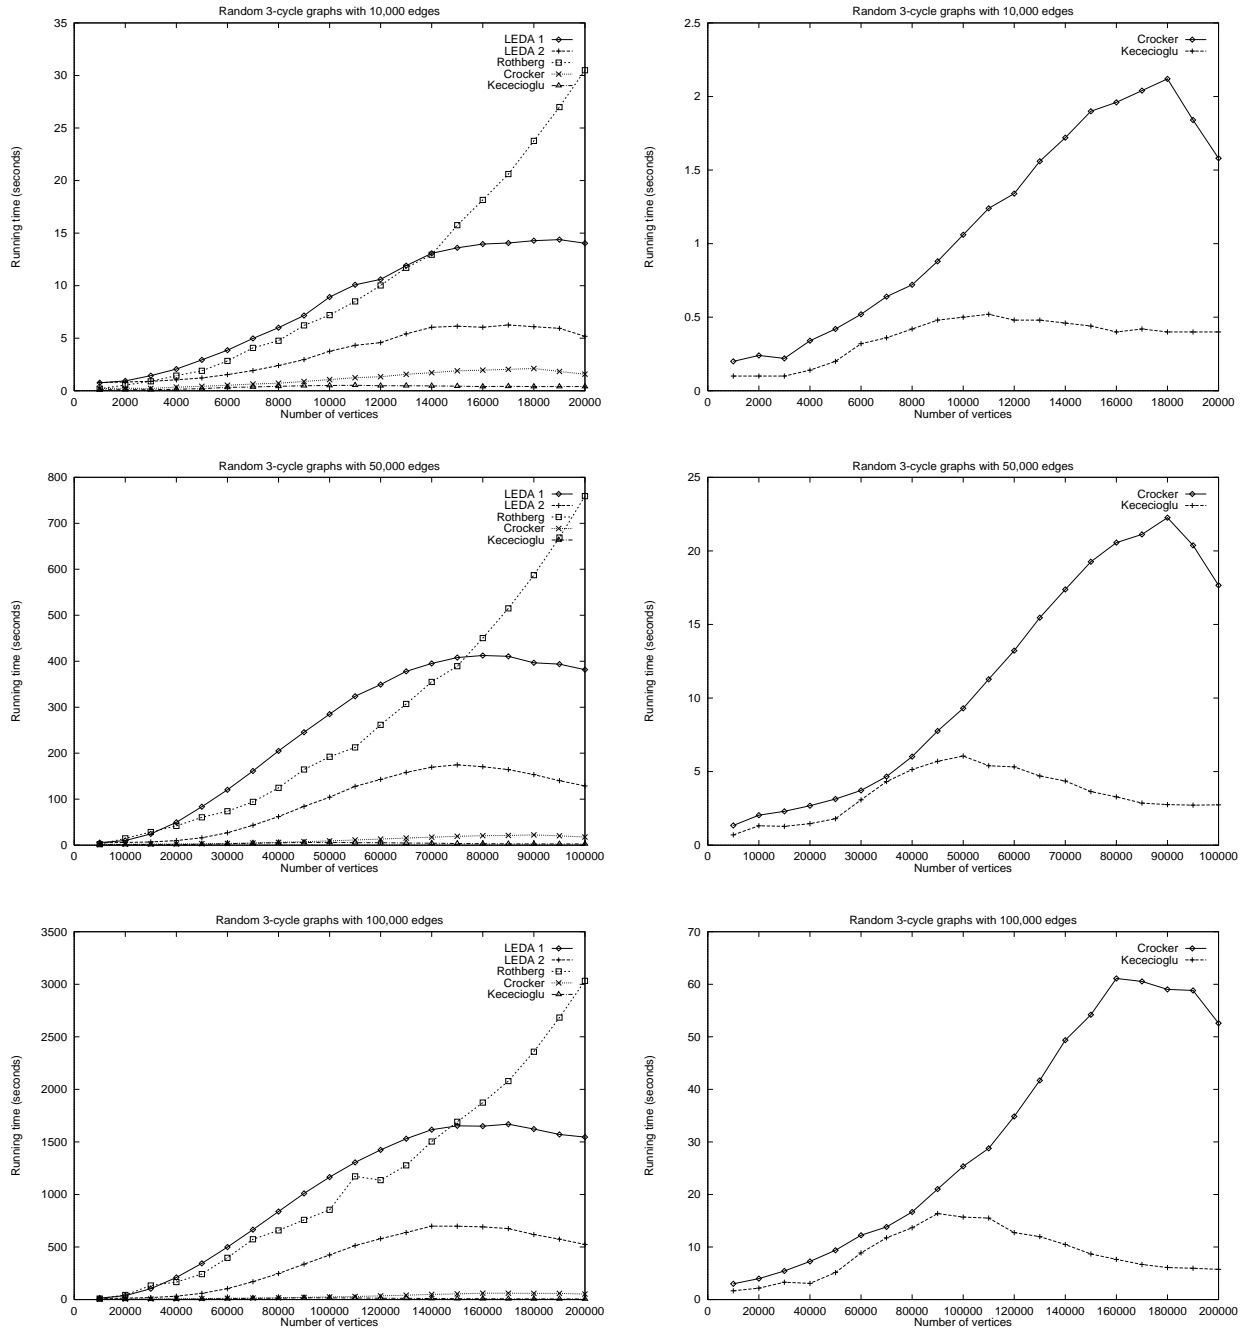 Random 3-cycle graphs with 10,000 edges
35
30
25
20
15
10
5
0
Running time (seconds)
LEDA 1
LEDA 2
Rothberg
Crocker
Kececioglu
0 2000 4000 6000 8000 10000 12000 14000 16000 18000 20000
Number of vertices
Random 3-cycle graphs with 10,000 edges
2.5
2
1.5
1
0.5
0
Running time (seconds)
Crocker
Kececioglu
0 2000 4000 6000 8000 10000 12000 14000 16000 18000 20000
Number of vertices
Random 3-cycle graphs with 50,000 edges
800
700
600
500
400
300
200
100
0
Running time (seconds)
LEDA 1
LEDA 2
Rothberg
Crocker
Kececioglu
0 10000 20000 30000 40000 50000 60000 70000 80000 90000 100000
Number of vertices
Random 3-cycle graphs with 50,000 edges
25
20
15
10
5
0
Running time (seconds)
Crocker
Kececioglu
0 10000 20000 30000 40000 50000 60000 70000 80000 90000 100000
Number of vertices
Random 3-cycle graphs with 100,000 edges
3500
3000
2500
2000
1500
1000
500
0
Running time (seconds)
LEDA 1
LEDA 2
Rothberg
Crocker
Kececioglu
0 20000 40000 60000 80000 100000 120000 140000 160000 180000 200000
Number of vertices
Random 3-cycle graphs with 100,000 edges
70
60
50
40
30
20
10
0
Running time (seconds)
Crocker
Kececioglu
0 20000 40000 60000 80000 100000 120000 140000 160000 180000 200000
Number of vertices